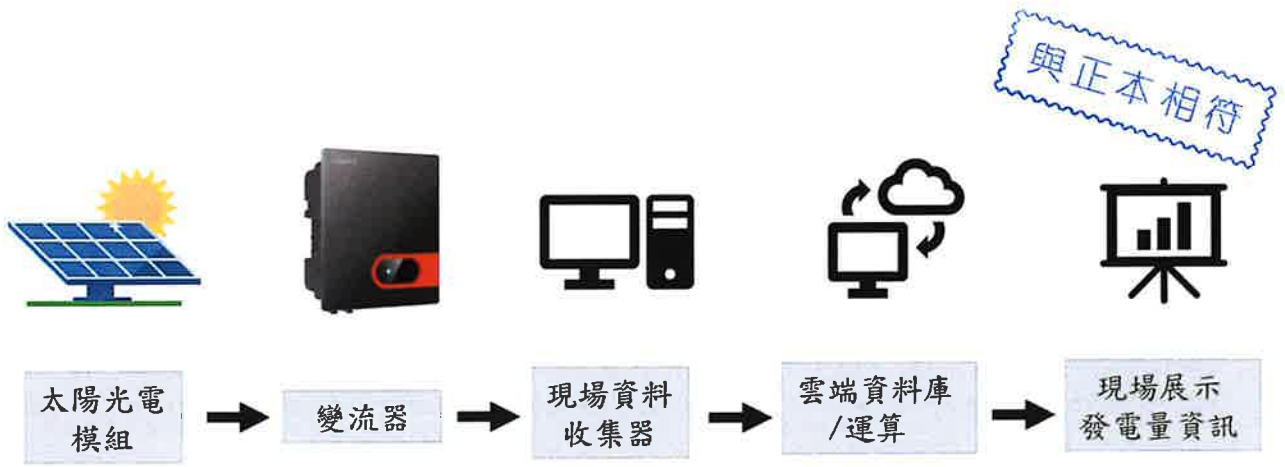 與正本相符
太陽光電
模組
變流器
現場資料
收集器
雲端資料庫
/運算
現場展示
發電量資訊